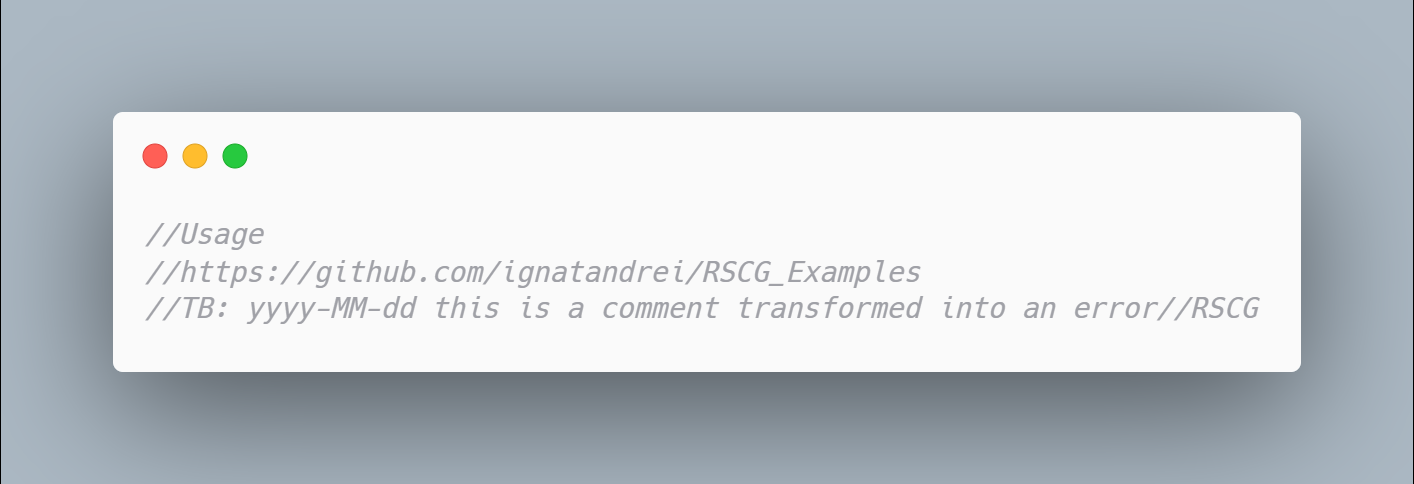 //Usage
//https://github.com/ignatandrei/RSCG_Examples
//TB: yyyy-MM-dd this is a comment transformed into an error//RSCG